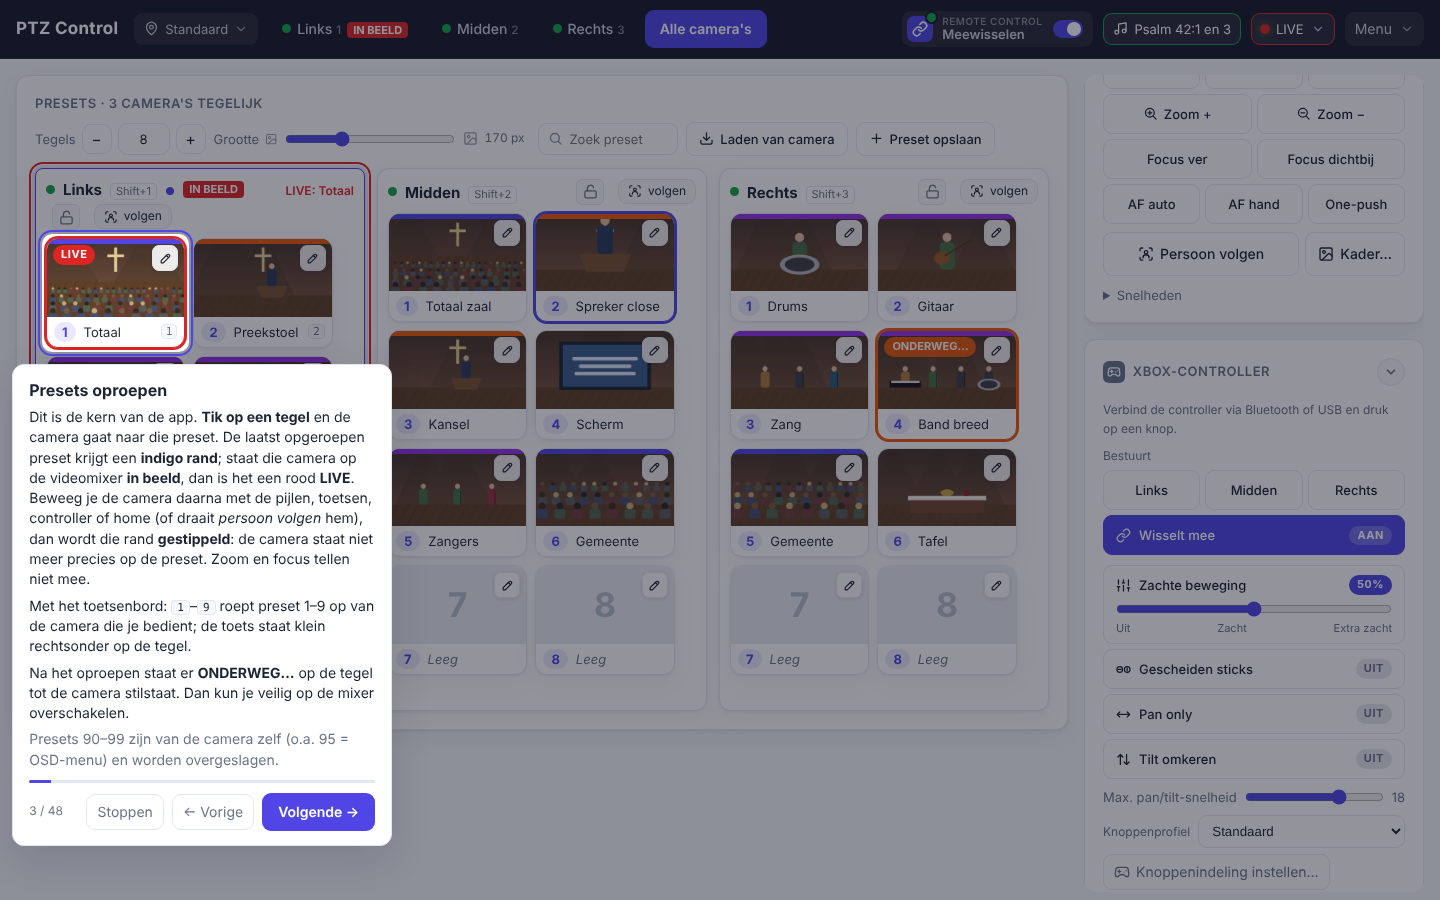 PTZ Control
Standaard
Links 1 IN BEELD
Midden 2
Rechts 3
Alle camera's
REMOTE CONTROL
Meewisselen
Psalm 42:1 en 3
LIVE
Menu
PRESETS · 3 CAMERA'S TEGELIJK
Tegels − 8 + Grootte 170 px
Zoek preset
Laden van camera
+ Preset opslaan
Links Shift+1 IN BEELD LIVE: Totaal
volgen
LIVE
1 Totaal 1
2 Preekstoel 2
Midden Shift+2 volgen
1 Totaal zaal
2 Spreker close
3 Kansel
4 Scherm
5 Zangers
6 Gemeente
7
7 Leeg
8
8 Leeg
Rechts Shift+3 volgen
1 Drums
2 Gitaar
3 Zang
ONDERWEG...
4 Band breed
5 Gemeente
6 Tafel
7
7 Leeg
8
8 Leeg
Presets oproepen
Dit is de kern van de app. Tik op een tegel en de
camera gaat naar die preset. De laatst opgeroepen
preset krijgt een indigo rand; staat die camera op
de videomixer in beeld, dan is het een rood LIVE.
Beweeg je de camera daarna met de pijlen, toetsen,
controller of home (of draait persoon volgen hem),
dan wordt die rand gestippeld: de camera staat niet
meer precies op de preset. Zoom en focus tellen
niet mee.
Met het toetsenbord: 1–9 roept preset 1–9 op van
de camera die je bedient; de toets staat klein
rechtsonder op de tegel.
Na het oproepen staat er ONDERWEG... op de tegel
tot de camera stilstaat. Dan kun je veilig op de mixer
overschakelen.
Presets 90–99 zijn van de camera zelf (o.a. 95 =
OSD-menu) en worden overgeslagen.
3 / 48
Stoppen
← Vorige
Volgende →
Zoom +
Zoom −
Focus ver
Focus dichtbij
AF auto
AF hand
One-push
Persoon volgen
Kader...
Snelheden
XBOX-CONTROLLER
Verbind de controller via Bluetooth of USB en druk
op een knop.
Bestuurt
Links
Midden
Rechts
Wisselt mee AAN
Zachte beweging 50%
Uit Zacht Extra zacht
Gescheiden sticks UIT
Pan only UIT
Tilt omkeren UIT
Max. pan/tilt-snelheid 18
Knoppenprofiel Standaard
Knoppenindeling instellen...